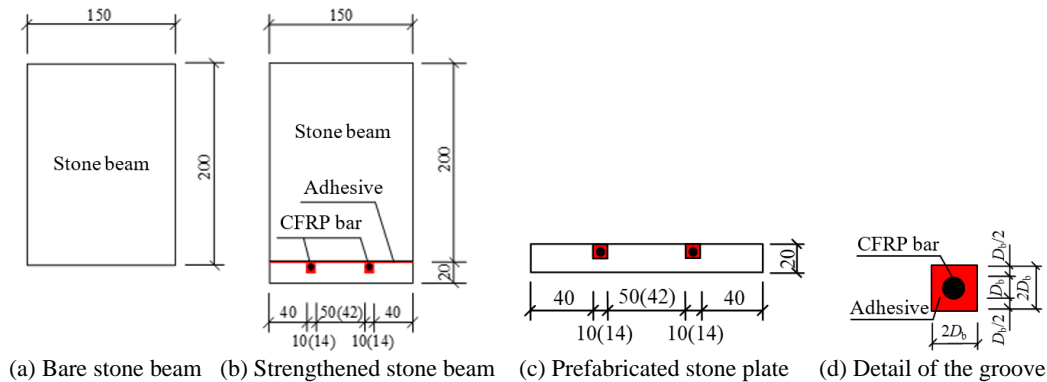 150
200
Stone beam
150
200
20
Stone beam
Adhesive
CFRP bar
40
50(42)
40
10(14)
10(14)
20
40
50(42)
40
10(14)
10(14)
CFRP bar
Adhesive
Db/2
Db
Db/2
2Db
2Db
(a) Bare stone beam (b) Strengthened stone beam (c) Prefabricated stone plate (d) Detail of the groove